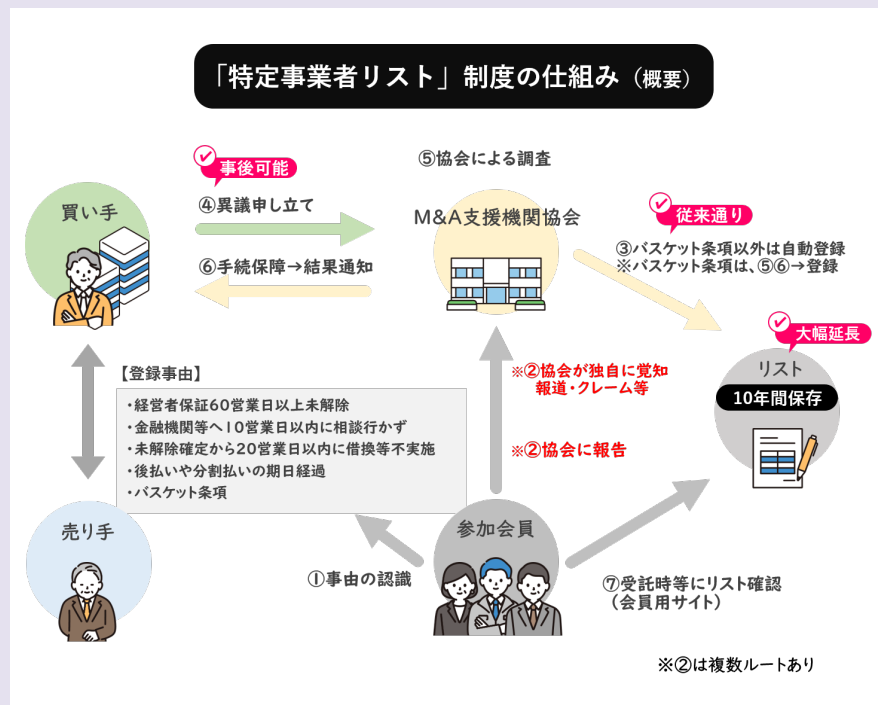 「特定事業者リスト」制度の仕組み（概要）
事後可能
⑤協会による調査
買い手
④異議申し立て
M&A支援機関協会
従来通り
⑥手続保障→結果通知
③バスケット条項以外は自動登録
※バスケット条項は、⑤⑥→登録
大幅延長
リスト
10年間保存
【登録事由】
・経営者保証60営業日以上未解除
・金融機関等へ10営業日以内に相談行かず
・未解除確定から20営業日以内に借換等不実施
・後払いや分割払いの期日経過
・バスケット条項
※②協会が独自に覚知
報道・クレーム等
※②協会に報告
売り手
参加会員
①事由の認識
⑦受託時等にリスト確認
（会員用サイト）
※②は複数ルートあり